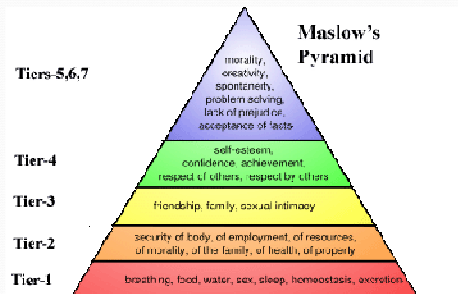 Maslow's
Pyramid
Tiers-5,6,7
morality,
creativity,
spontaneity,
problem solving,
lack of prejudice,
acceptance of facts
Tier-4
self-esteem,
confidence, achievement,
respect of others, respect by others
Tier-3
friendship, family, sexual intimacy
Tier-2
security of body, of employment, of resources,
of morality, of the family, of health, of property
Tier-1
breathing, food, water, sex, sleep, homeostasis, excretion